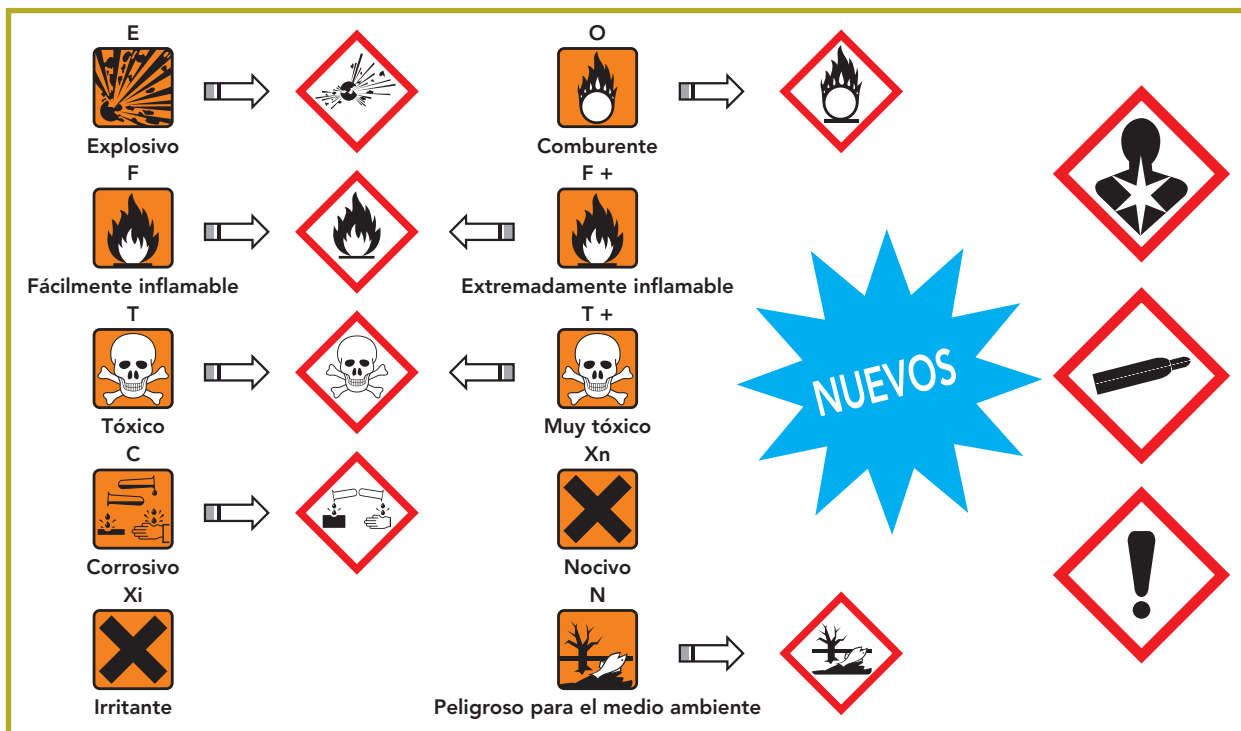 E
Explosivo
O
Comburente
F
Fácilmente inflamable
F +
Extremadamente inflamable
T
Tóxico
T +
Muy tóxico
C
Corrosivo
Xn
Nocivo
Xi
Irritante
N
Peligroso para el medio ambiente
NUEVOS